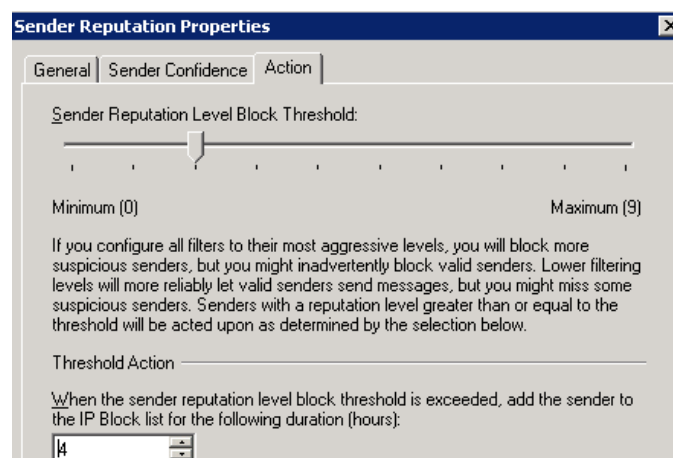 Sender Reputation Properties
General Sender Confidence Action
Sender Reputation Level Block Threshold:
Minimum (0) Maximum (9)
If you configure all filters to their most aggressive levels, you will block more
suspicious senders, but you might inadvertently block valid senders. Lower filtering
levels will more reliably let valid senders send messages, but you might miss some
suspicious senders. Senders with a reputation level greater than or equal to the
threshold will be acted upon as determined by the selection below.
Threshold Action
When the sender reputation level block threshold is exceeded, add the sender to
the IP Block list for the following duration (hours):
4